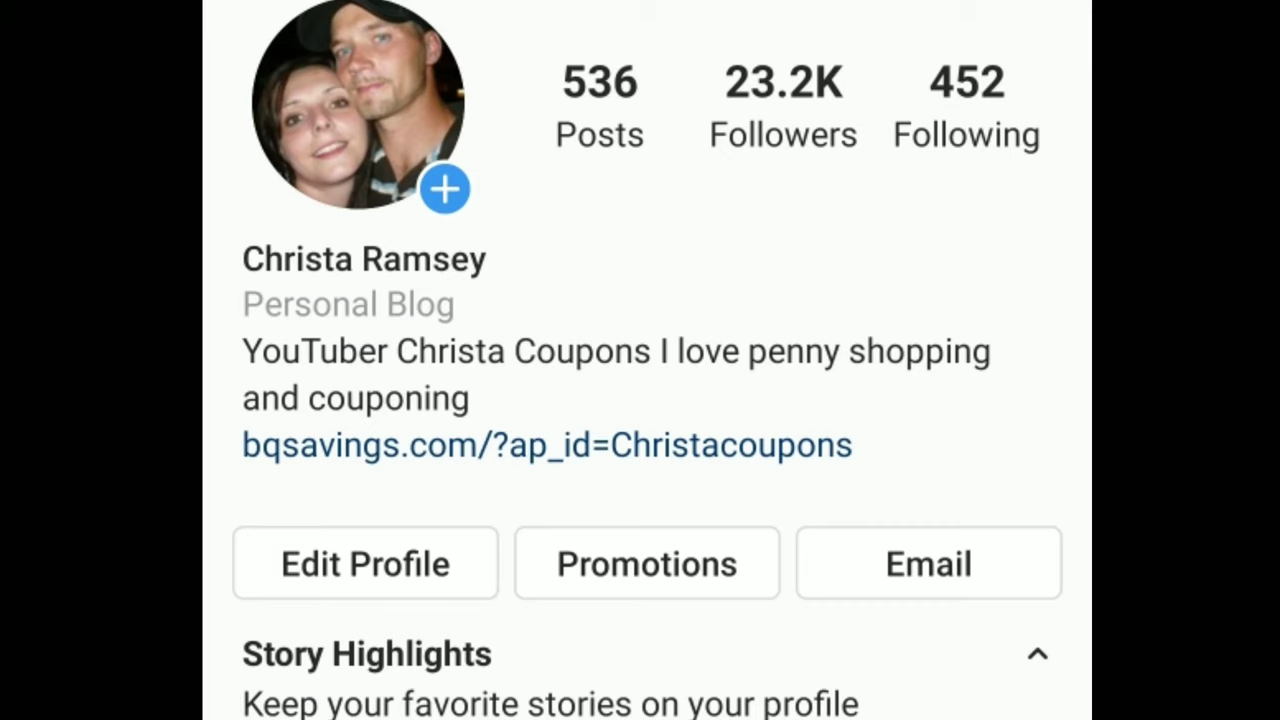 536 23.2K 452
Posts Followers Following
Christa Ramsey
Personal Blog
YouTuber Christa Coupons I love penny shopping
and couponing
bqsavings.com/?ap_id=Christacoupons
Edit Profile Promotions Email
Story Highlights
Keep your favorite stories on your profile